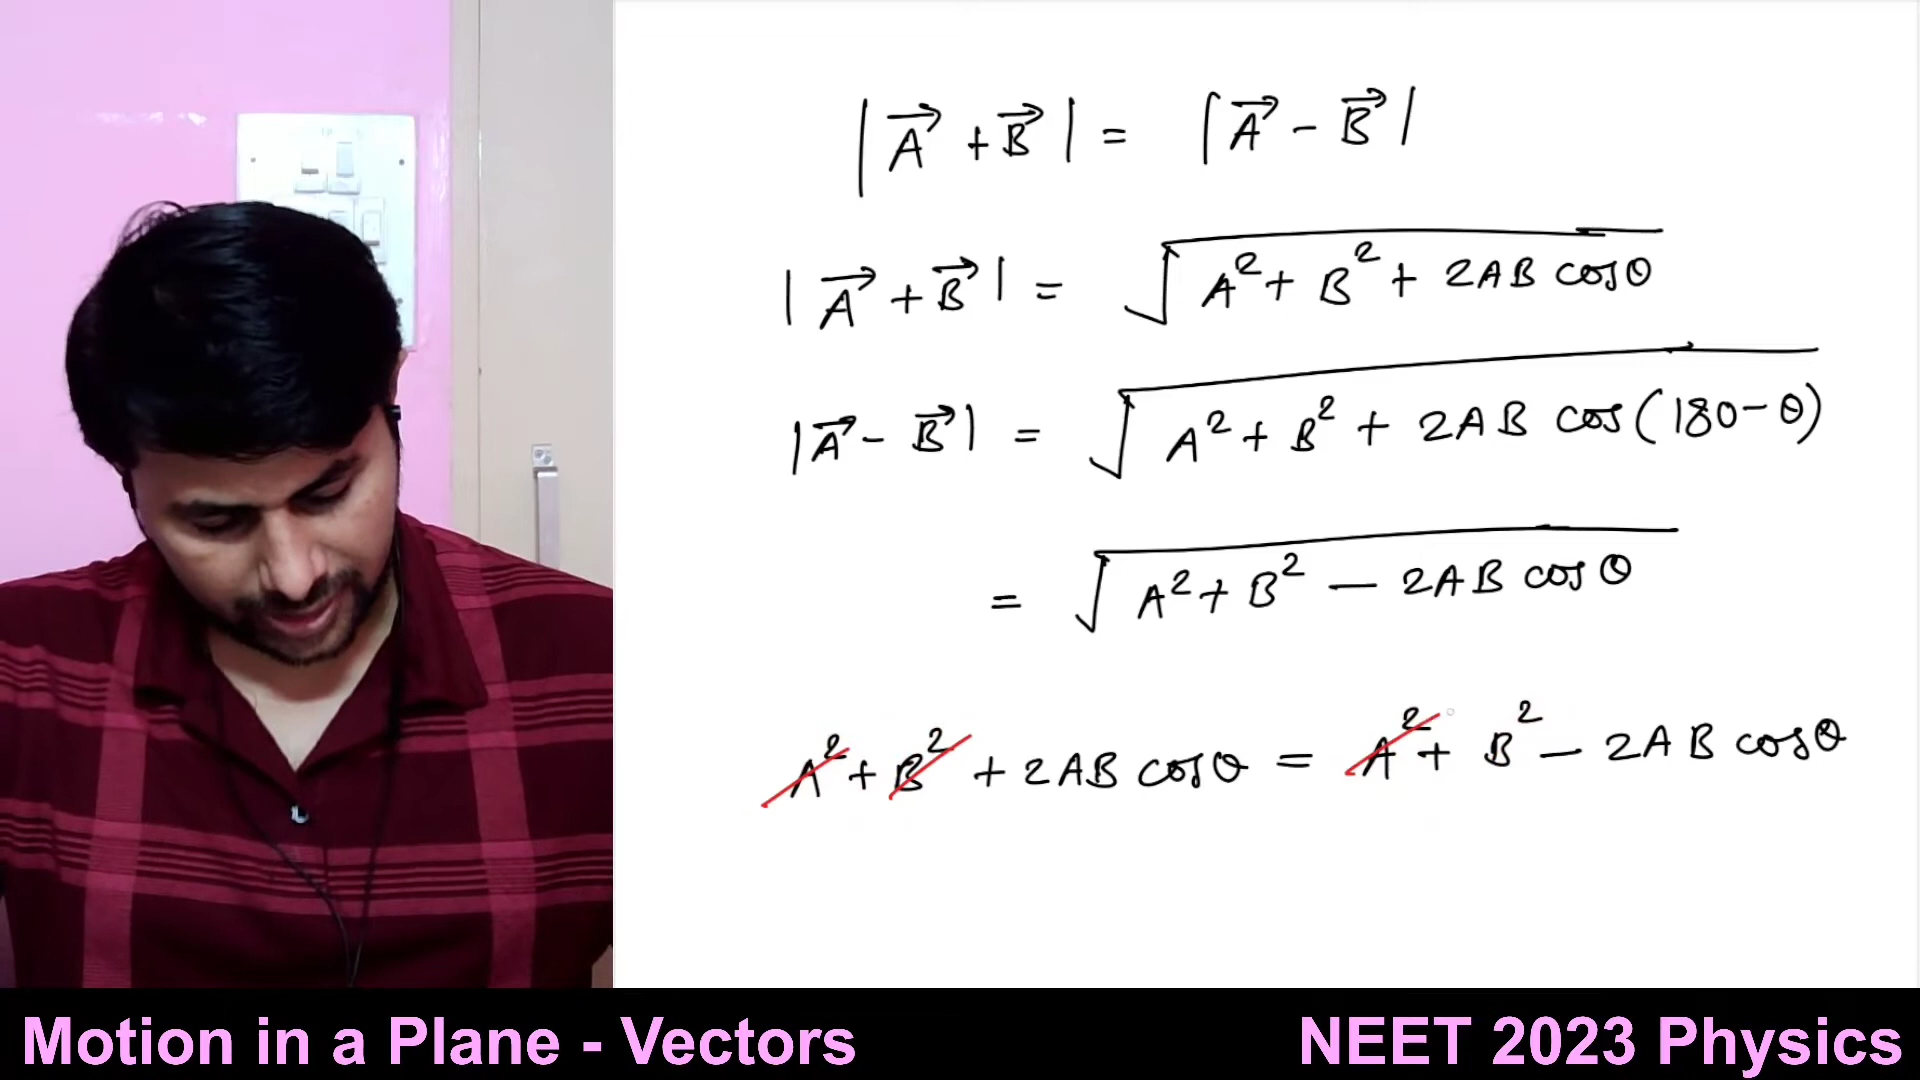 |A⃗ + B⃗| = |A⃗ - B⃗|
|A⃗ + B⃗| = √(A² + B² + 2AB cosθ)
|A⃗ - B⃗| = √(A² + B² + 2AB cos(180-θ))
= √(A² + B² - 2AB cosθ)
A² + B² + 2AB cosθ = A² + B² - 2AB cosθ
Motion in a Plane - Vectors
NEET 2023 Physics